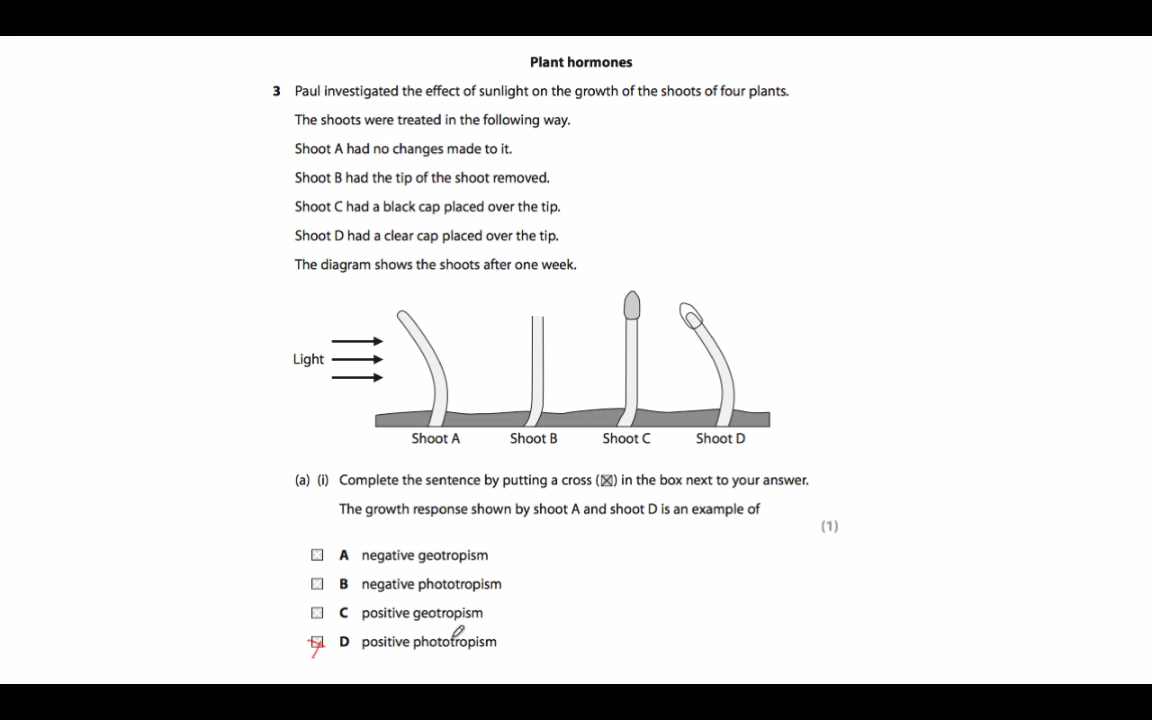 Plant hormones
3 Paul investigated the effect of sunlight on the growth of the shoots of four plants.
The shoots were treated in the following way.
Shoot A had no changes made to it.
Shoot B had the tip of the shoot removed.
Shoot C had a black cap placed over the tip.
Shoot D had a clear cap placed over the tip.
The diagram shows the shoots after one week.
Light
Shoot A Shoot B Shoot C Shoot D
(a) (i) Complete the sentence by putting a cross (☒) in the box next to your answer.
The growth response shown by shoot A and shoot D is an example of
(1)
☒ A negative geotropism
☒ B negative phototropism
☒ C positive geotropism
☒ D positive phototropism